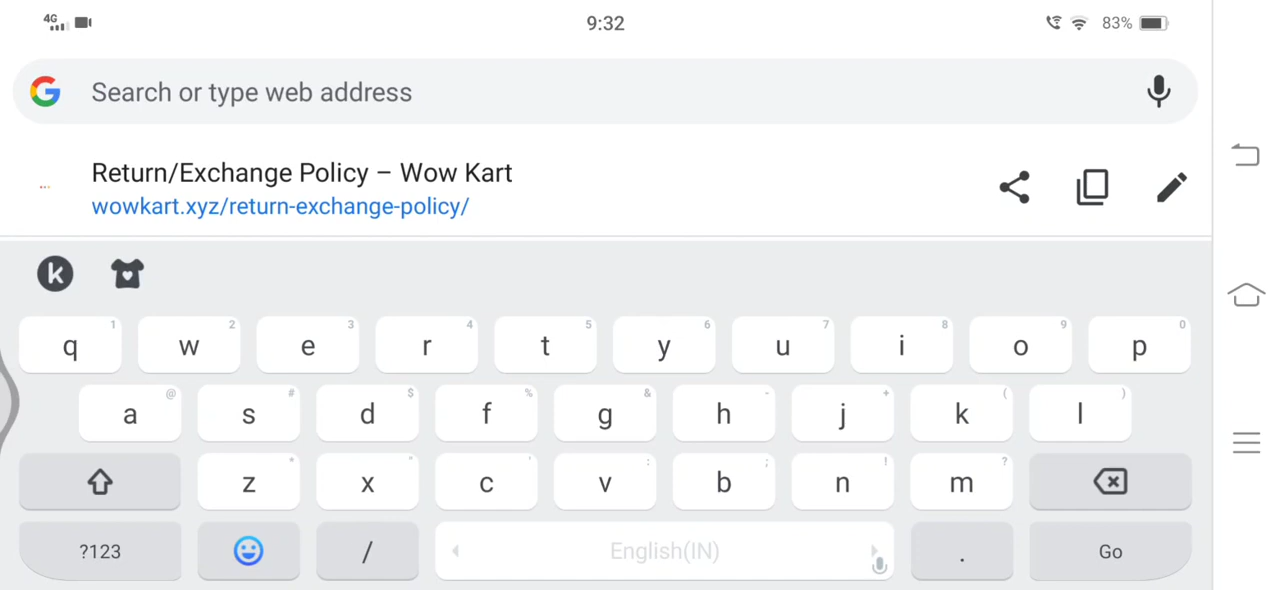 4G 9:32 83%
Search or type web address
Return/Exchange Policy – Wow Kart
wowkart.xyz/return-exchange-policy/
k
1 2 3 4 5 6 7 8 9 0
q w e r t y u i o p
@ # $ % & - + ( )
a s d f g h j k l
* " ' : ; ! ?
z x c v b n m
?123 / English(IN) . Go